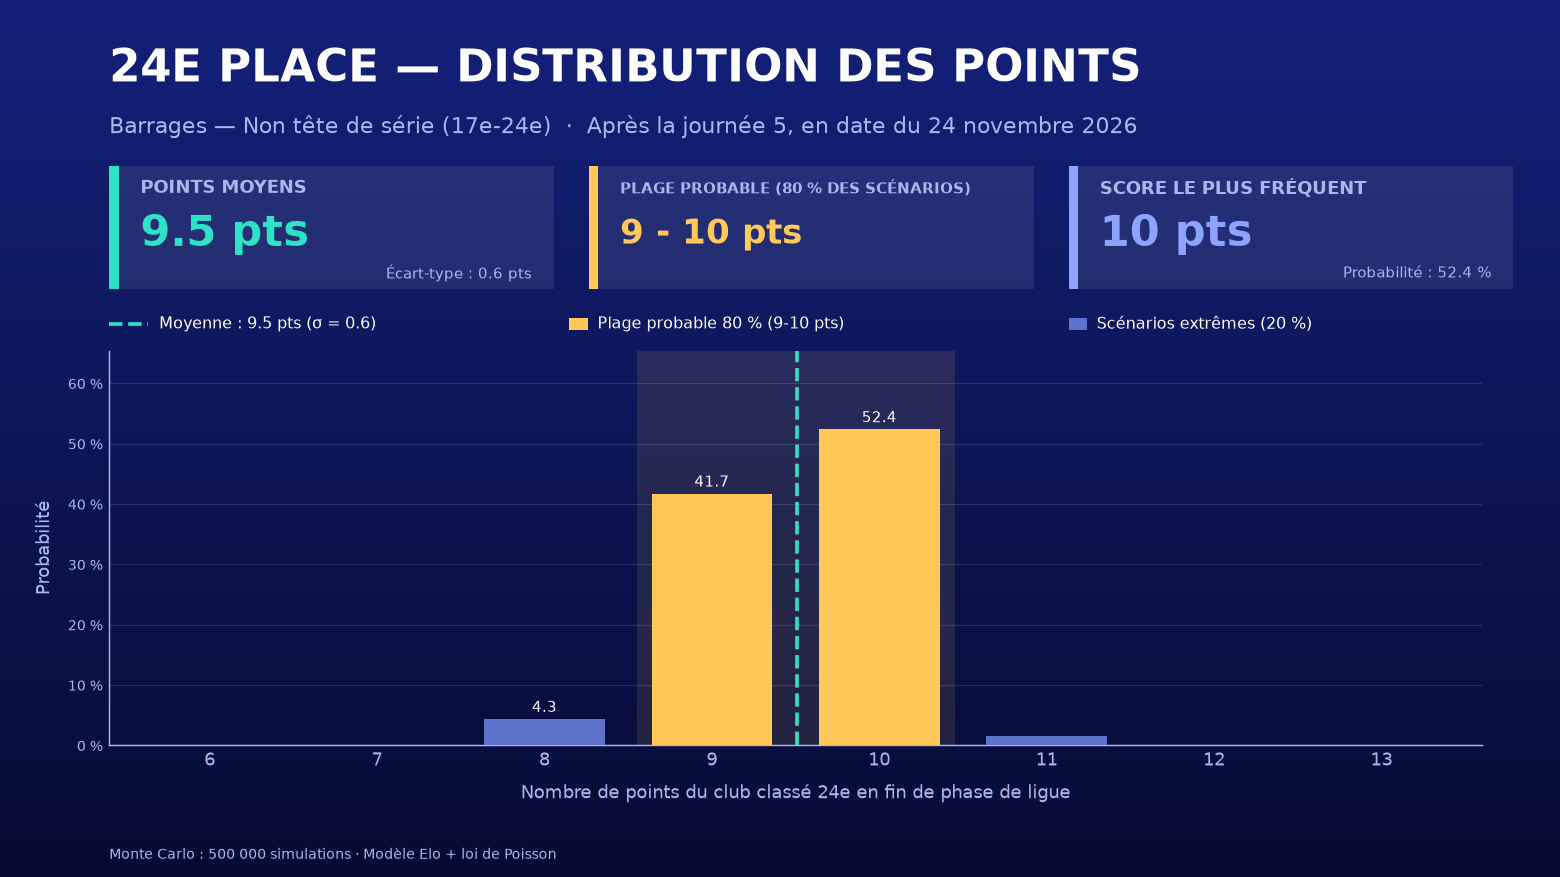 24E PLACE — DISTRIBUTION DES POINTS
Barrages — Non tête de série (17e-24e)  ·  Après la journée 5, en date du 24 novembre 2026
POINTS MOYENS
9.5 pts
Écart-type : 0.6 pts
PLAGE PROBABLE (80 % DES SCÉNARIOS)
9 - 10 pts
SCORE LE PLUS FRÉQUENT
10 pts
Probabilité : 52.4 %
Moyenne : 9.5 pts (σ = 0.6)
Plage probable 80 % (9-10 pts)
Scénarios extrêmes (20 %)
Probabilité
60 %
50 %
40 %
30 %
20 %
10 %
0 %
4.3
41.7
52.4
6 7 8 9 10 11 12 13
Nombre de points du club classé 24e en fin de phase de ligue
Monte Carlo : 500 000 simulations · Modèle Elo + loi de Poisson